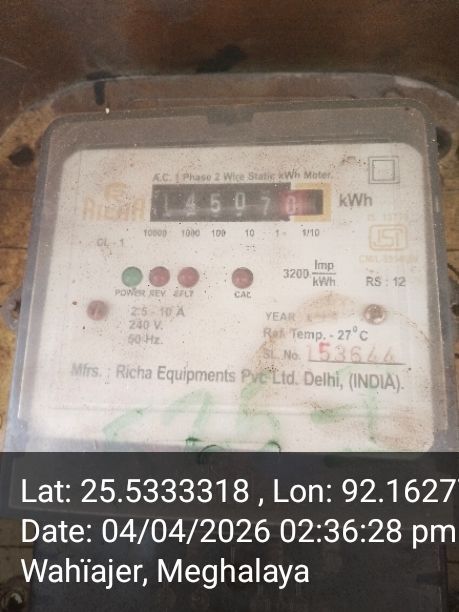 A.C. 1 Phase 2 Wire Static kWh Meter.
RICHA
145070 kWh
10000 1000 100 10 1 1/10
CL - 1
3200 Imp/kWh
RS : 12
POWER REV. E/LT CAL
2.5 - 10 A
240 V.
50 Hz.
YEAR
Ref. Temp. - 27°C
SL. No. 153644
Mfrs. : Richa Equipments Pvt. Ltd. Delhi, (INDIA).
Lat: 25.5333318 , Lon: 92.1627
Date: 04/04/2026 02:36:28 pm
Wahïajer, Meghalaya